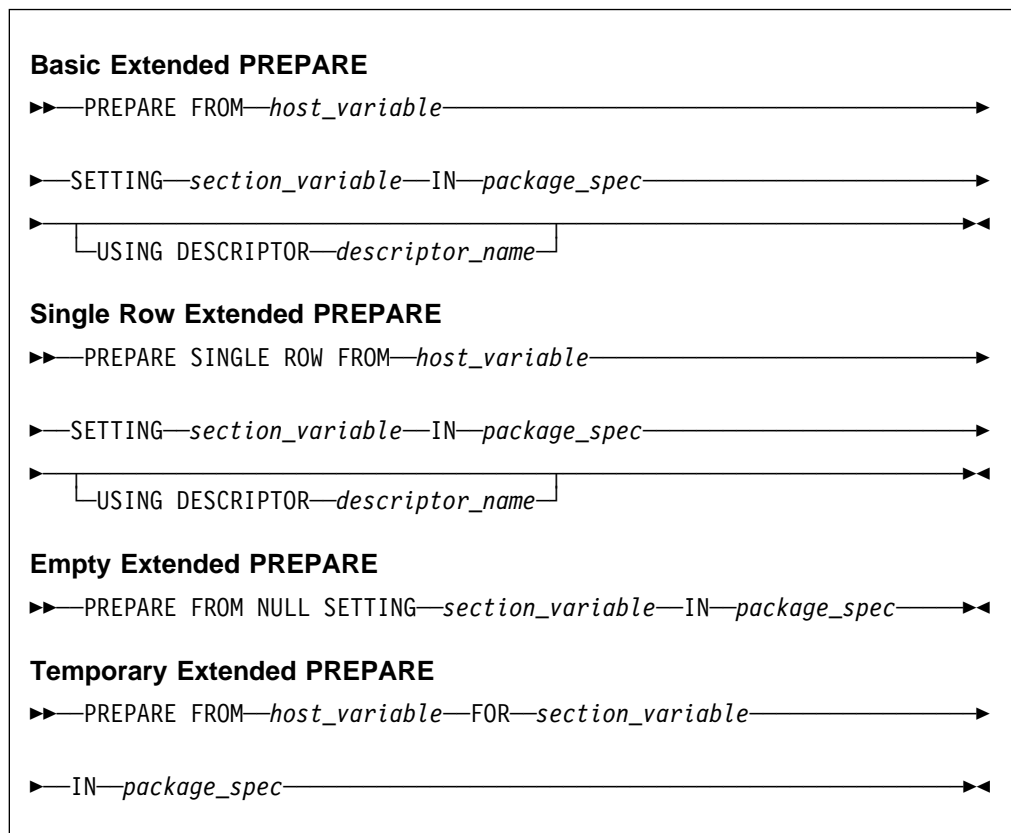 Basic Extended PREPARE
►►──PREPARE FROM──host_variable──►
►──SETTING──section_variable──IN──package_spec──►
►──┬──┬──►◄
└─USING DESCRIPTOR──descriptor_name─┘
Single Row Extended PREPARE
►►──PREPARE SINGLE ROW FROM──host_variable──►
►──SETTING──section_variable──IN──package_spec──►
►──┬──┬──►◄
└─USING DESCRIPTOR──descriptor_name─┘
Empty Extended PREPARE
►►──PREPARE FROM NULL SETTING──section_variable──IN──package_spec──►◄
Temporary Extended PREPARE
►►──PREPARE FROM──host_variable──FOR──section_variable──►
►──IN──package_spec──►◄